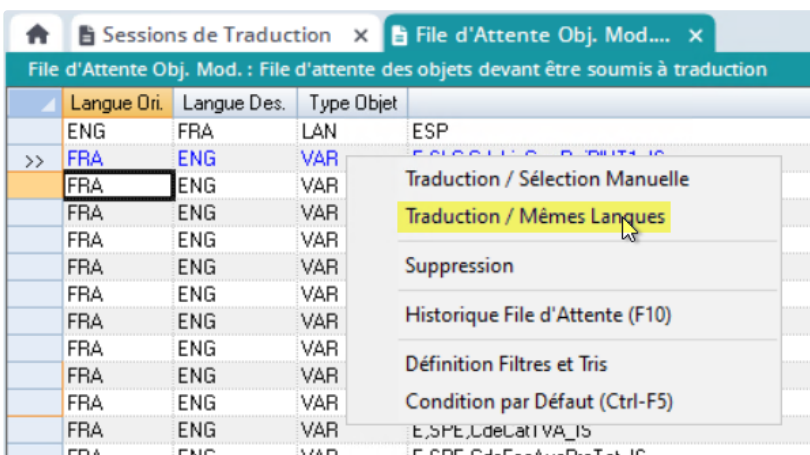 Sessions de Traduction x File d'Attente Obj. Mod.... x
File d'Attente Obj. Mod. : File d'attente des objets devant être soumis à traduction
Langue Ori. Langue Des. Type Objet
ENG FRA LAN ESP
>> FRA ENG VAR
FRA ENG VAR Traduction / Sélection Manuelle
FRA ENG VAR Traduction / Mêmes Langues
FRA ENG VAR
FRA ENG VAR Suppression
FRA ENG VAR
FRA ENG VAR Historique File d'Attente (F10)
FRA ENG VAR
FRA ENG VAR Définition Filtres et Tris
FRA ENG VAR Condition par Défaut (Ctrl-F5)
FRA ENG VAR E,SPE,CdeCatTVA_IS
FRA ENG VAR